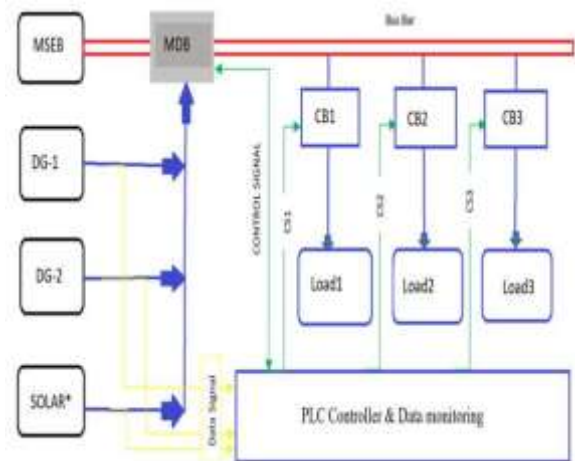 Bus Bar
MSEB
MDB
CB1
CB2
CB3
DG-1
CONTROL SIGNAL
CS1
CS2
CS3
DG-2
Load1
Load2
Load3
SOLAR*
Data Signal
PLC Controller & Data monitoring